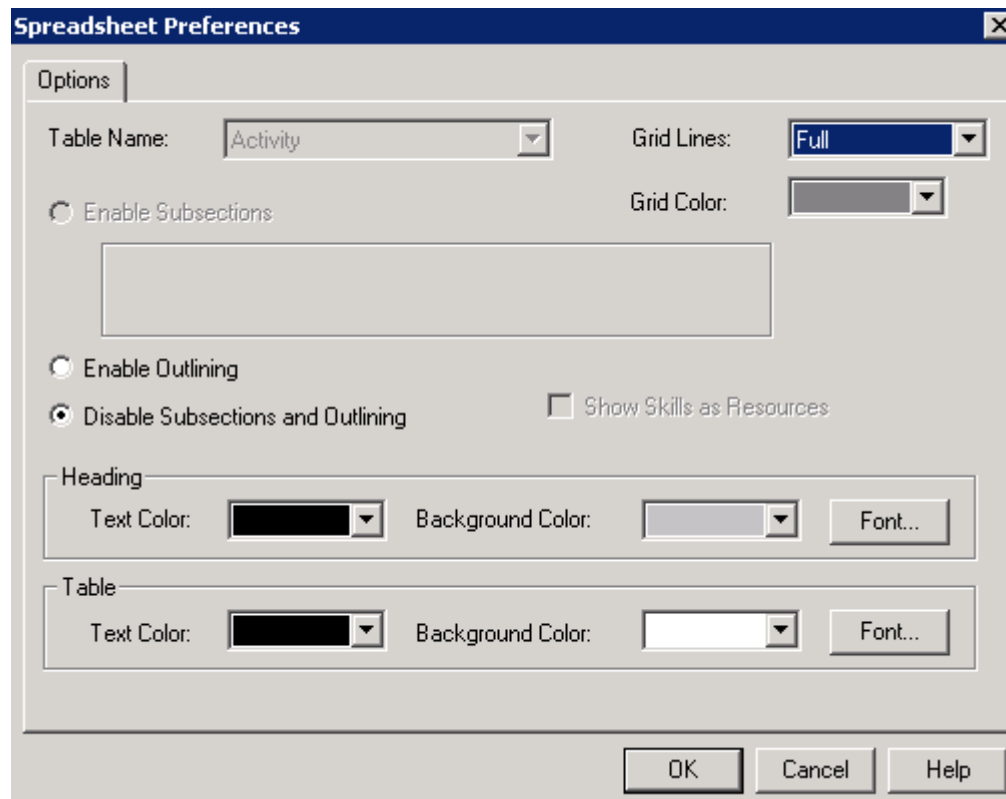 Spreadsheet Preferences
Options
Table Name: Activity Grid Lines: Full
Enable Subsections Grid Color:
Enable Outlining
Disable Subsections and Outlining Show Skills as Resources
Heading
Text Color: Background Color: Font...
Table
Text Color: Background Color: Font...
OK Cancel Help